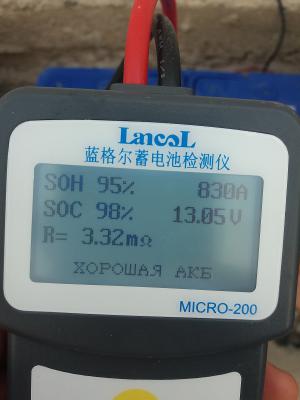 LancoL
蓝格尔蓄电池检测仪
SOH 95% 830A
SOC 98% 13.05V
R= 3.32mΩ
ХОРОШАЯ АКБ
MICRO-200